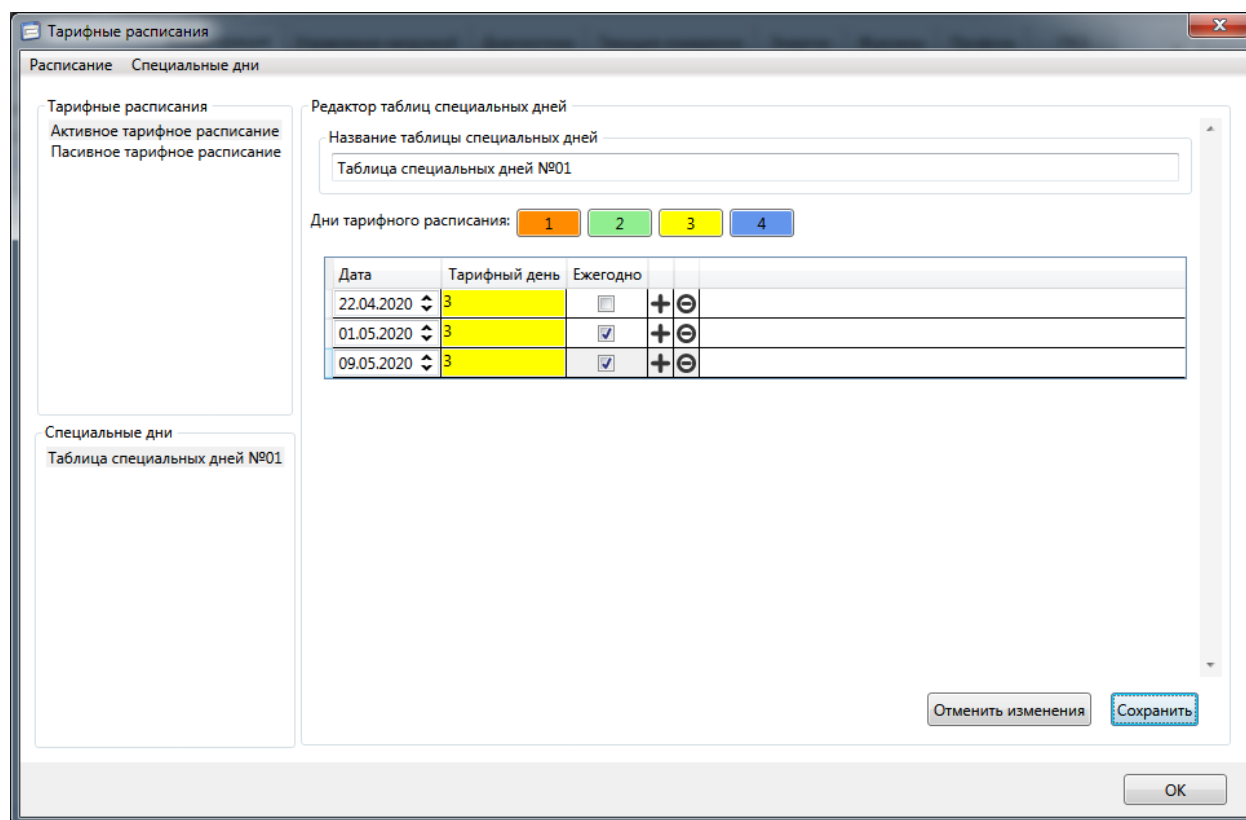 Тарифные расписания
Расписание Специальные дни
Тарифные расписания
Активное тарифное расписание
Пасивное тарифное расписание
Специальные дни
Таблица специальных дней №01
Редактор таблиц специальных дней
Название таблицы специальных дней
Таблица специальных дней №01
Дни тарифного расписания: 1 2 3 4
Дата Тарифный день Ежегодно
22.04.2020 3
01.05.2020 3
09.05.2020 3
Отменить изменения Сохранить
OK